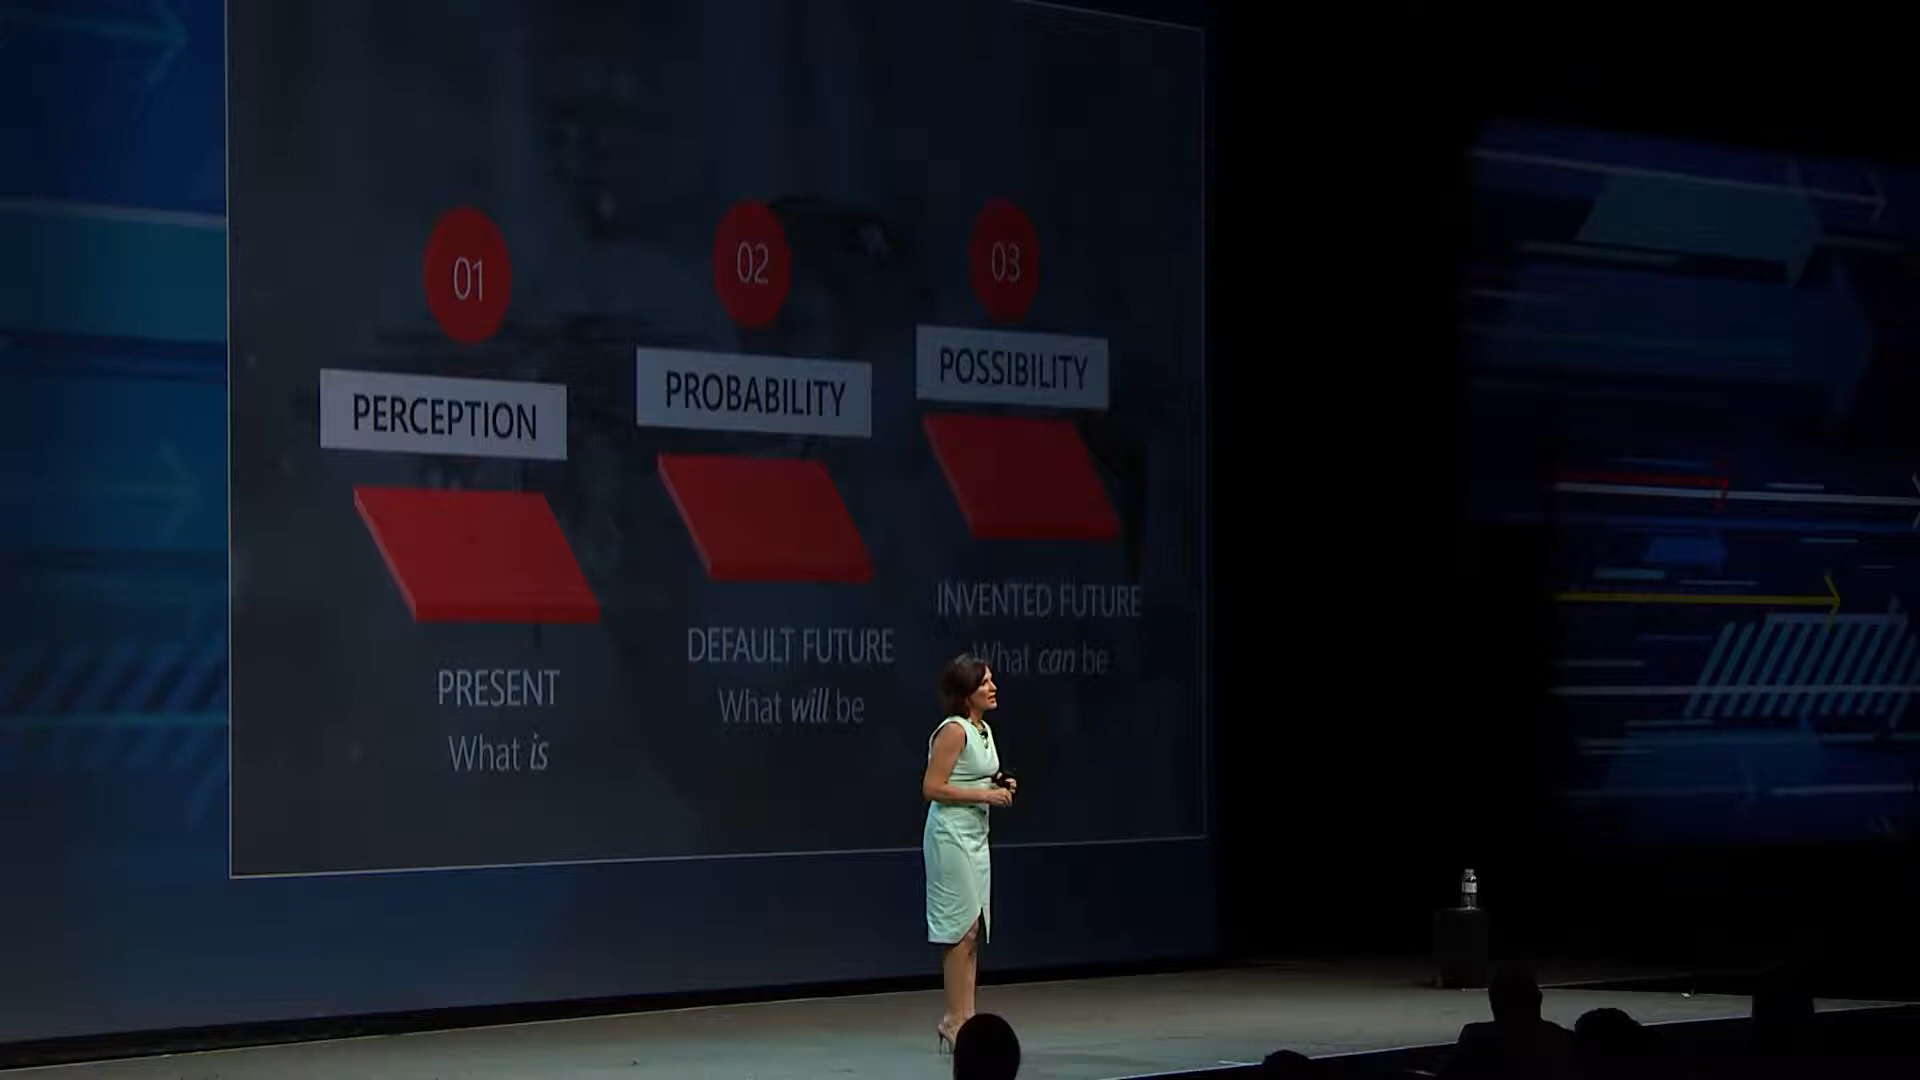 01
PERCEPTION
PRESENT
What is
02
PROBABILITY
DEFAULT FUTURE
What will be
03
POSSIBILITY
INVENTED FUTURE
What can be